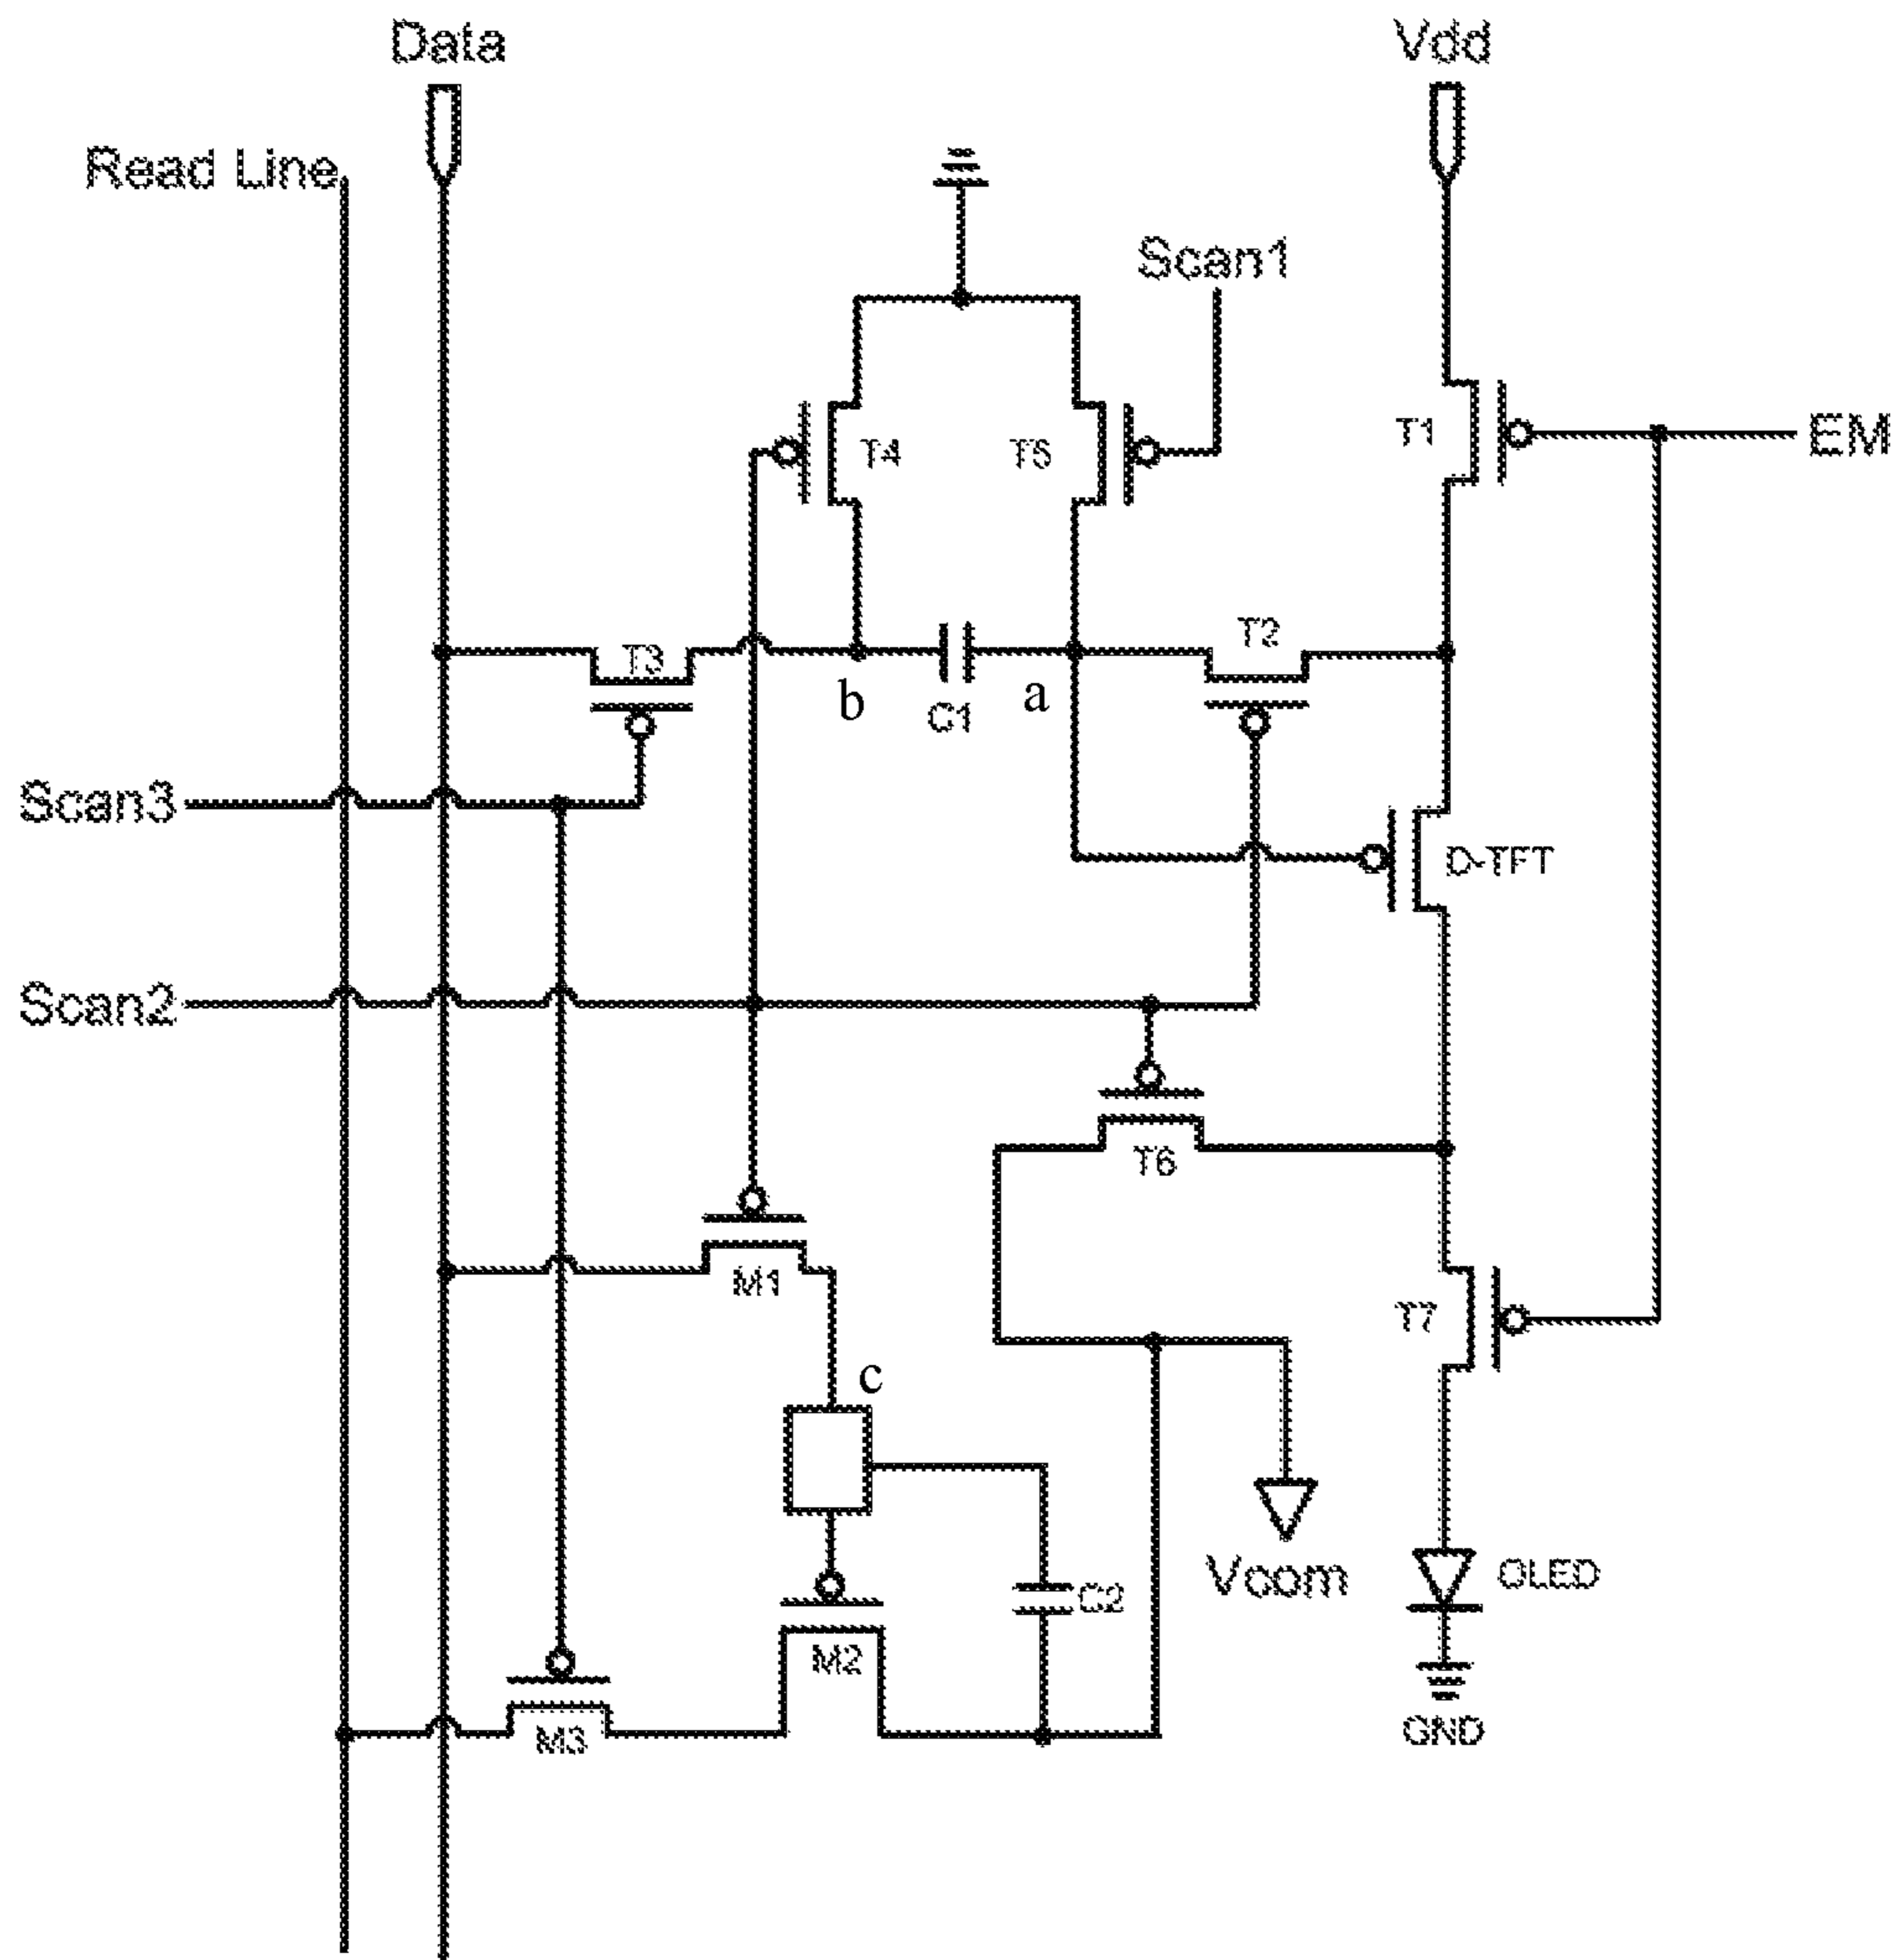 Data
Vdd
Read Line
Scan1
T4
T5
T1
EM
T3
T2
b
C1
a
Scan3
D-TFT
Scan2
T6
M1
T7
c
Vcom
OLED
C2
M2
M3
GND